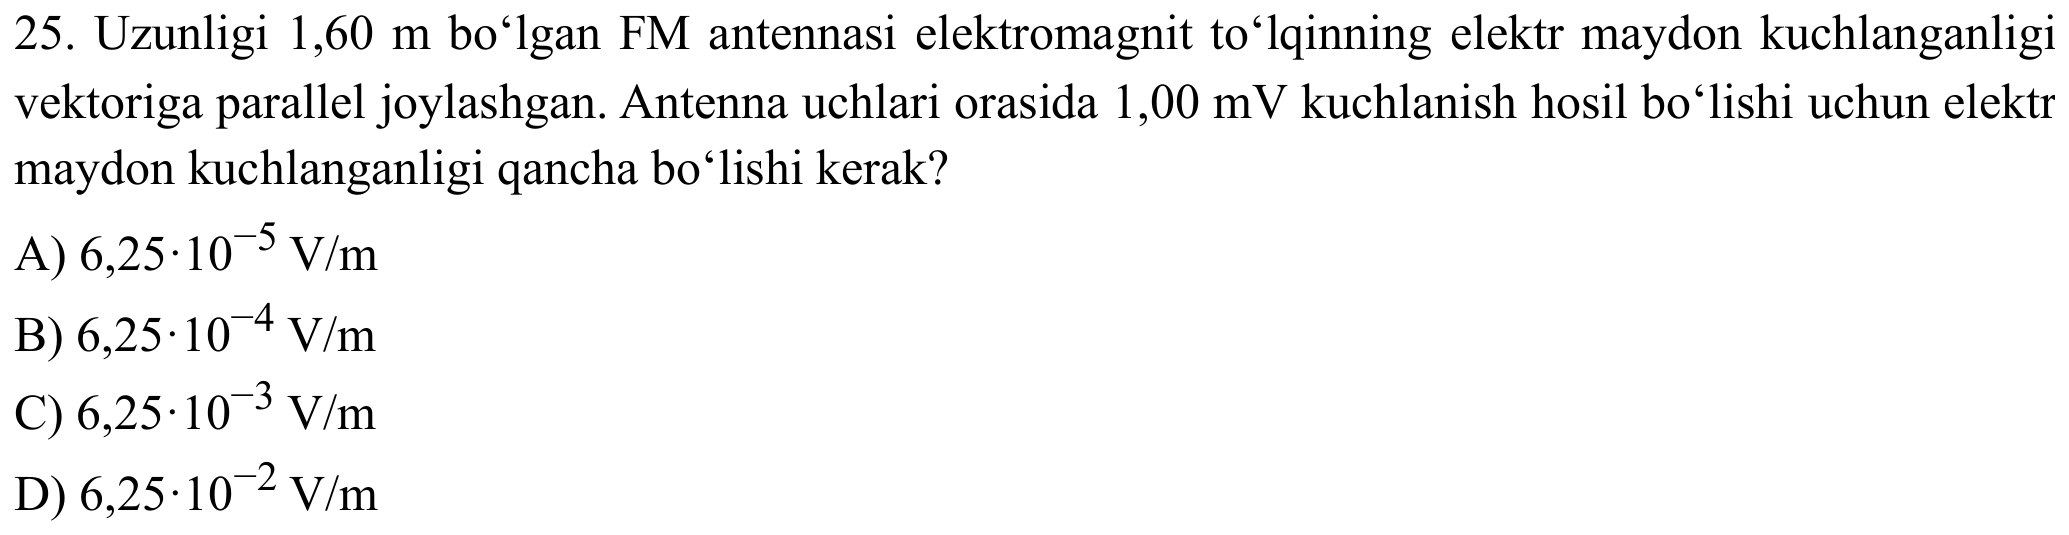 25. Uzunligi 1,60 m bo‘lgan FM antennasi elektromagnit to‘lqinning elektr maydon kuchlanganligi
vektoriga parallel joylashgan. Antenna uchlari orasida 1,00 mV kuchlanish hosil bo‘lishi uchun elektr
maydon kuchlanganligi qancha bo‘lishi kerak?
A) 6,25·10⁻⁵ V/m
B) 6,25·10⁻⁴ V/m
C) 6,25·10⁻³ V/m
D) 6,25·10⁻² V/m